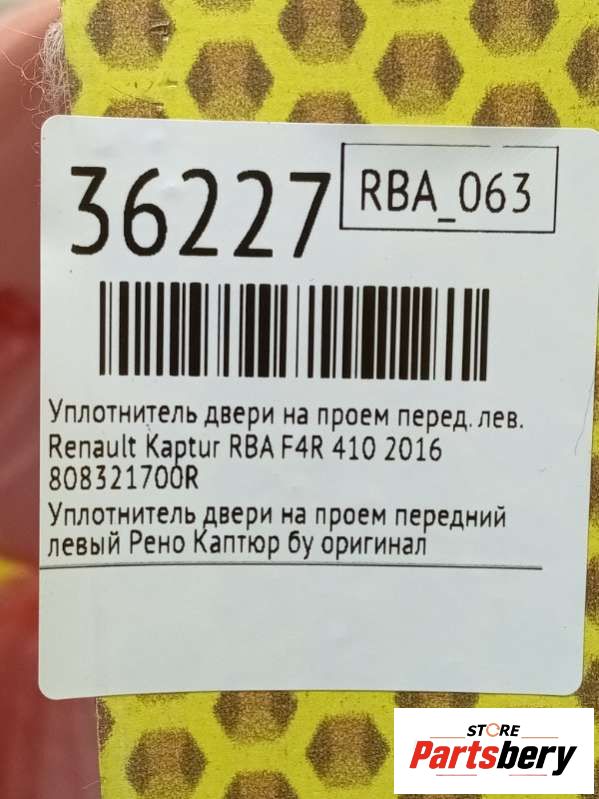 36227
RBA_063
Уплотнитель двери на проем перед. лев.
Renault Kaptur RBA F4R 410 2016
808321700R
Уплотнитель двери на проем передний
левый Рено Каптюр бу оригинал
STORE
Partsbery